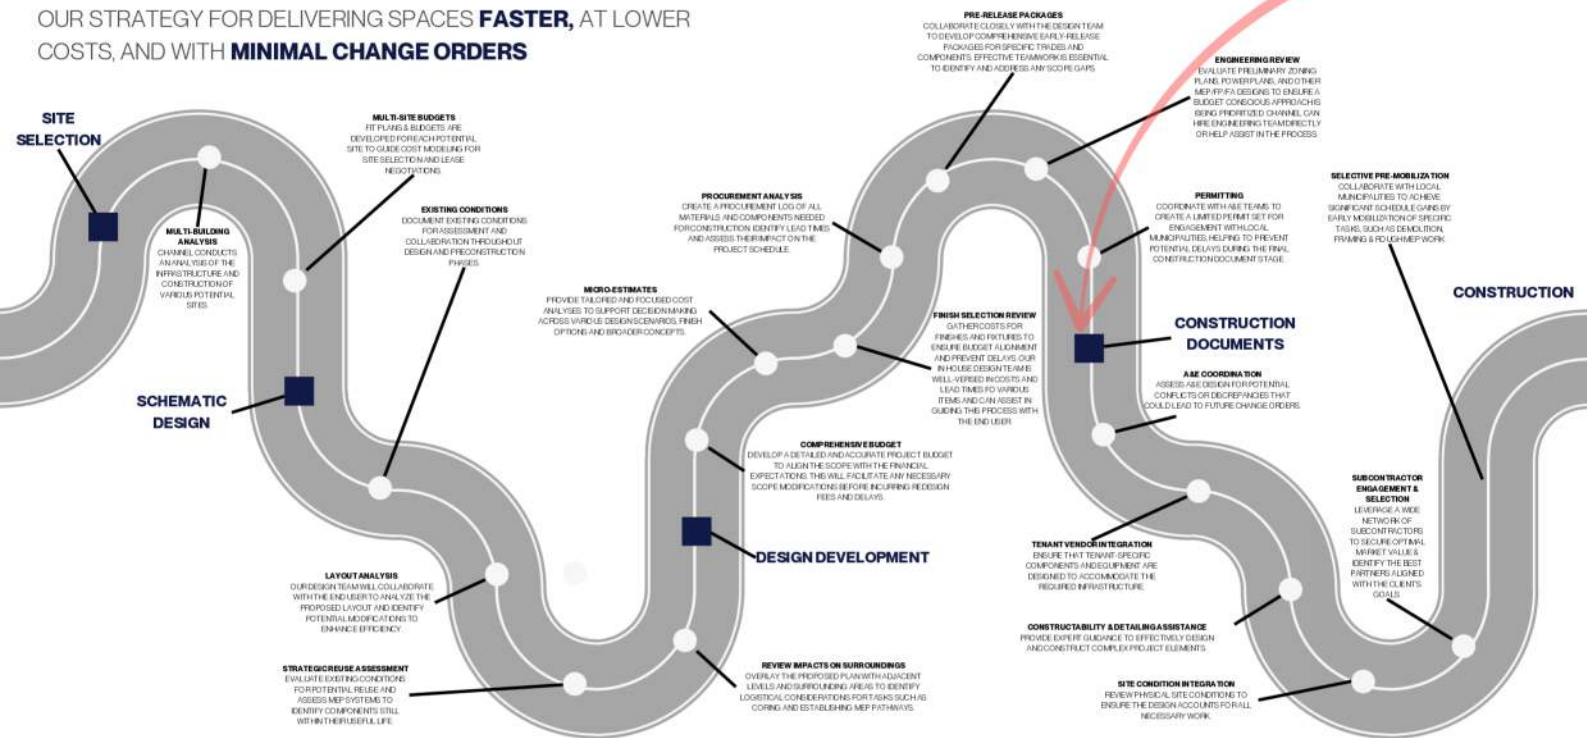 OUR STRATEGY FOR DELIVERING SPACES FASTER, AT LOWER
COSTS, AND WITH MINIMAL CHANGE ORDERS
SITE
SELECTION
MULTI-BUILDING
ANALYSIS
CHANNEL CONDUCTS
AN ANALYSIS OF THE
INFRASTRUCTURE AND
CONSTRUCTION OF
VARIOUS POTENTIAL
SITES.
MULTI-SITE BUDGETS
FIT PLANS & BUDGETS ARE
DEVELOPED FOR EACH POTENTIAL
SITE TO GUIDE COST MODELING FOR
SITE SELECTION AND LEASE
NEGOTIATIONS.
SCHEMATIC
DESIGN
EXISTING CONDITIONS
DOCUMENT EXISTING CONDITIONS
FOR ASSESSMENT AND
COLLABORATION THROUGHOUT
DESIGN AND PRECONSTRUCTION
PHASES.
LAYOUT ANALYSIS
OUR DESIGN TEAM WILL COLLABORATE
WITH THE END USER TO ANALYZE THE
PROPOSED LAYOUT AND IDENTIFY
POTENTIAL MODIFICATIONS TO
ENHANCE EFFICIENCY.
STRATEGIC REUSE ASSESSMENT
EVALUATE EXISTING CONDITIONS
FOR POTENTIAL REUSE AND
ASSESS MEP SYSTEMS TO
IDENTIFY COMPONENTS STILL
WITHIN THEIR USEFUL LIFE.
REVIEW IMPACTS ON SURROUNDINGS
OVERLAY THE PROPOSED PLAN WITH ADJACENT
LEVELS AND SURROUNDING AREAS TO IDENTIFY
LOGISTICAL CONSIDERATIONS FOR TASKS SUCH AS
CORING AND ESTABLISHING MEP PATHWAYS.
DESIGN DEVELOPMENT
COMPREHENSIVE BUDGET
DEVELOP A DETAILED AND ACCURATE PROJECT BUDGET
TO ALIGN THE SCOPE WITH THE FINANCIAL
EXPECTATIONS. THIS WILL FACILITATE ANY NECESSARY
SCOPE MODIFICATIONS BEFORE INCURRING REDESIGN
FEES AND DELAYS.
MICRO-ESTIMATES
PROVIDE TAILORED AND FOCUSED COST
ANALYSES TO SUPPORT DECISION MAKING
ACROSS VARIOUS DESIGN SCENARIOS, FINISH
OPTIONS AND BROADER CONCEPTS.
FINISH SELECTION REVIEW
GATHER COSTS FOR
FINISHES AND FIXTURES TO
ENSURE BUDGET ALIGNMENT
AND PREVENT DELAYS. OUR
IN HOUSE DESIGN TEAM IS
WELL-VERSED IN COSTS AND
LEAD TIMES FO VARIOUS
ITEMS AND CAN ASSIST IN
GUIDING THIS PROCESS WITH
THE END USER
PROCUREMENT ANALYSIS
CREATE A PROCUREMENT LOG OF ALL
MATERIALS AND COMPONENTS NEEDED
FOR CONSTRUCTION. IDENTIFY LEAD TIMES
AND ASSESS THEIR IMPACT ON THE
PROJECT SCHEDULE.
PRE-RELEASE PACKAGES
COLLABORATE CLOSELY WITH THE DESIGN TEAM
TO DEVELOP COMPREHENSIVE EARLY-RELEASE
PACKAGES FOR SPECIFIC TRADES AND
COMPONENTS. EFFECTIVE TEAMWORK IS ESSENTIAL
TO IDENTIFY AND ADDRESS ANY SCOPE GAPS.
ENGINEERING REVIEW
EVALUATE PRELIMINARY ZONING
PLANS, POWER PLANS, AND OTHER
MEP/FP/FA DESIGNS TO ENSURE A
BUDGET CONSCIOUS APPROACH IS
BEING PRIORITIZED. CHANNEL CAN
HIRE ENGINEERING TEAM DIRECTLY
OR HELP ASSIST IN THE PROCESS
PERMITTING
COORDINATE WITH A&E TEAMS TO
CREATE A LIMITED PERMIT SET FOR
ENGAGEMENT WITH LOCAL
MUNICIPALITIES, HELPING TO PREVENT
POTENTIAL DELAYS DURING THE FINAL
CONSTRUCTION DOCUMENT STAGE.
CONSTRUCTION
DOCUMENTS
A&E COORDINATION
ASSESS A&E DESIGN FOR POTENTIAL
CONFLICTS OR DISCREPANCIES THAT
COULD LEAD TO FUTURE CHANGE ORDERS.
TENANT VENDOR INTEGRATION
ENSURE THAT TENANT-SPECIFIC
COMPONENTS AND EQUIPMENT ARE
DESIGNED TO ACCOMMODATE THE
REQUIRED INFRASTRUCTURE.
CONSTRUCTABILITY & DETAILING ASSISTANCE
PROVIDE EXPERT GUIDANCE TO EFFECTIVELY DESIGN
AND CONSTRUCT COMPLEX PROJECT ELEMENTS.
SITE CONDITION INTEGRATION
REVIEW PHYSICAL SITE CONDITIONS TO
ENSURE THE DESIGN ACCOUNTS FOR ALL
NECESSARY WORK.
SUBCONTRACTOR
ENGAGEMENT &
SELECTION
LEVERAGE A WIDE
NETWORK OF
SUBCONTRACTORS
TO SECURE OPTIMAL
MARKET VALUE &
IDENTIFY THE BEST
PARTNERS ALIGNED
WITH THE CLIENT'S
GOALS.
SELECTIVE PRE-MOBILIZATION
COLLABORATE WITH LOCAL
MUNICIPALITIES TO ACHIEVE
SIGNIFICANT SCHEDULE GAINS BY
EARLY MOBILIZATION OF SPECIFIC
TASKS, SUCH AS DEMOLITION,
FRAMING & ROUGH MEP WORK
CONSTRUCTION